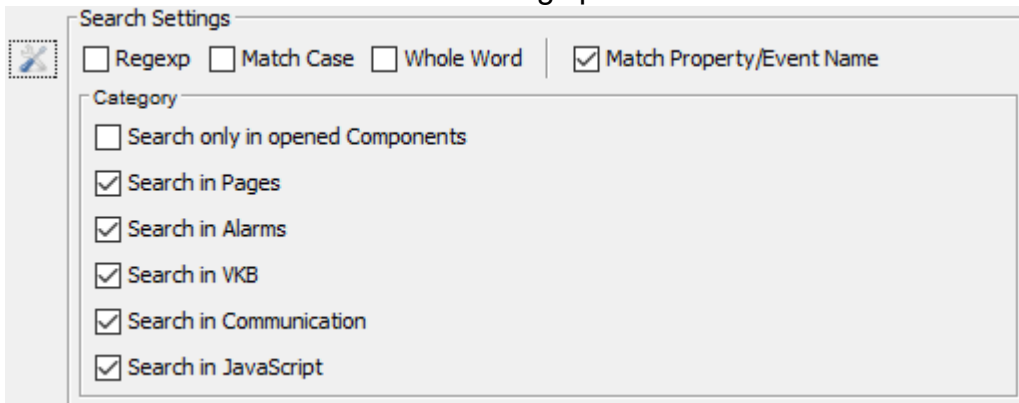 Search Settings
Regexp Match Case Whole Word Match Property/Event Name
Category
Search only in opened Components
Search in Pages
Search in Alarms
Search in VKB
Search in Communication
Search in JavaScript